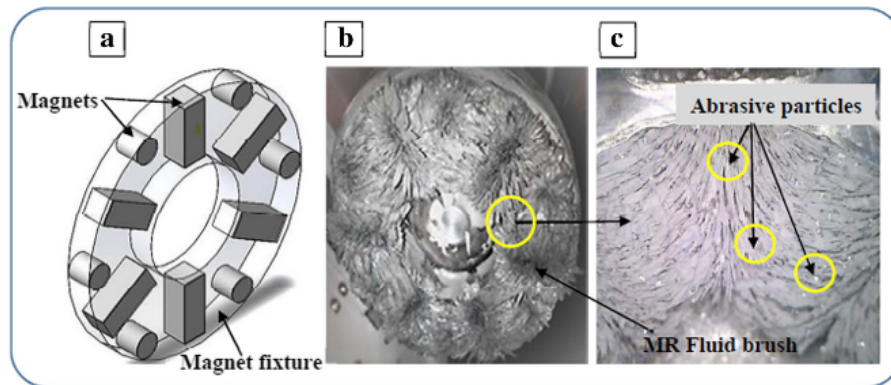 a
b
c
Magnets
Abrasive particles
Magnet fixture
MR Fluid brush